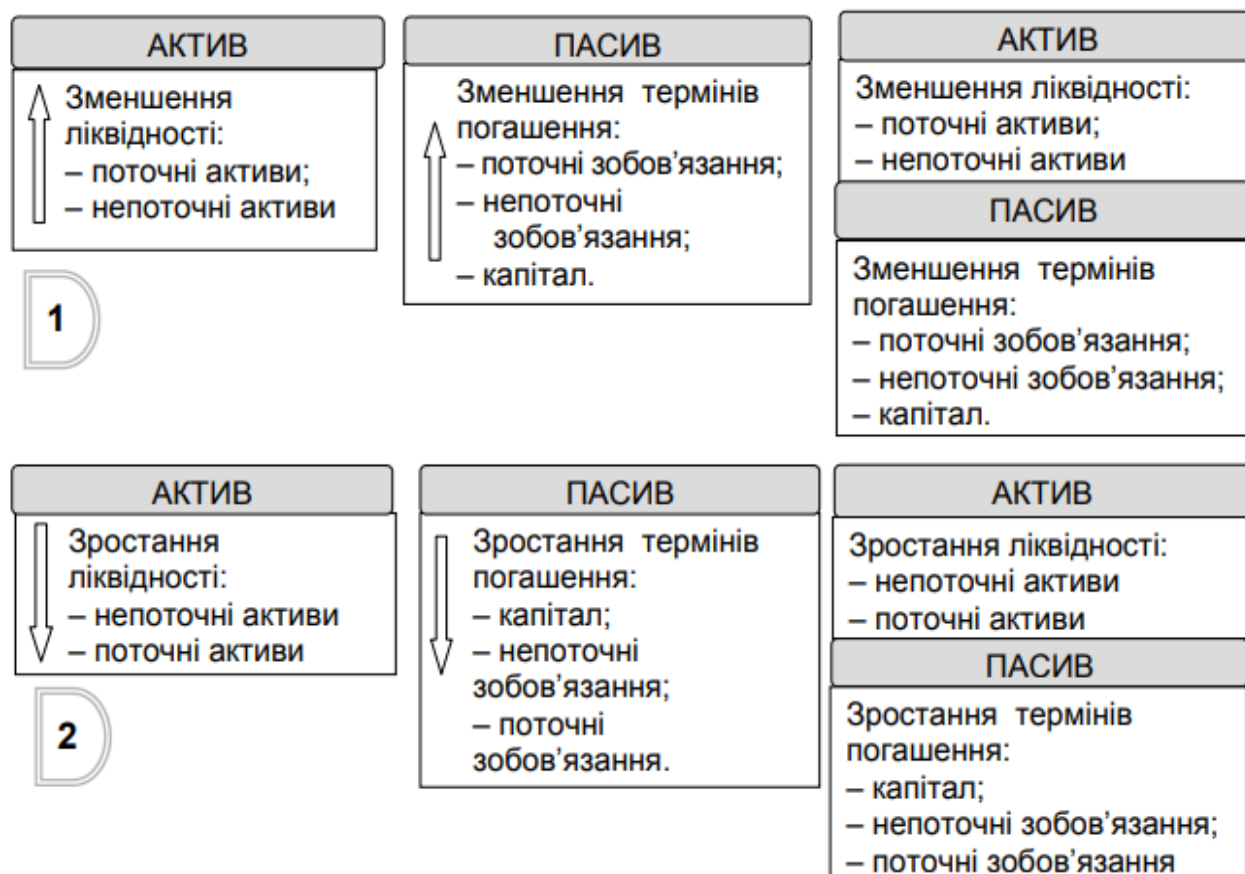 АКТИВ
Зменшення
ліквідності:
– поточні активи;
– непоточні активи
ПАСИВ
Зменшення термінів
погашення:
– поточні зобов’язання;
– непоточні
зобов’язання;
– капітал.
АКТИВ
Зменшення ліквідності:
– поточні активи;
– непоточні активи
ПАСИВ
Зменшення термінів
погашення:
– поточні зобов’язання;
– непоточні зобов’язання;
– капітал.
1
АКТИВ
Зростання
ліквідності:
– непоточні активи
– поточні активи
ПАСИВ
Зростання термінів
погашення:
– капітал;
– непоточні
зобов’язання;
– поточні
зобов’язання.
АКТИВ
Зростання ліквідності:
– непоточні активи
– поточні активи
ПАСИВ
Зростання термінів
погашення:
– капітал;
– непоточні зобов’язання;
– поточні зобов’язання
2